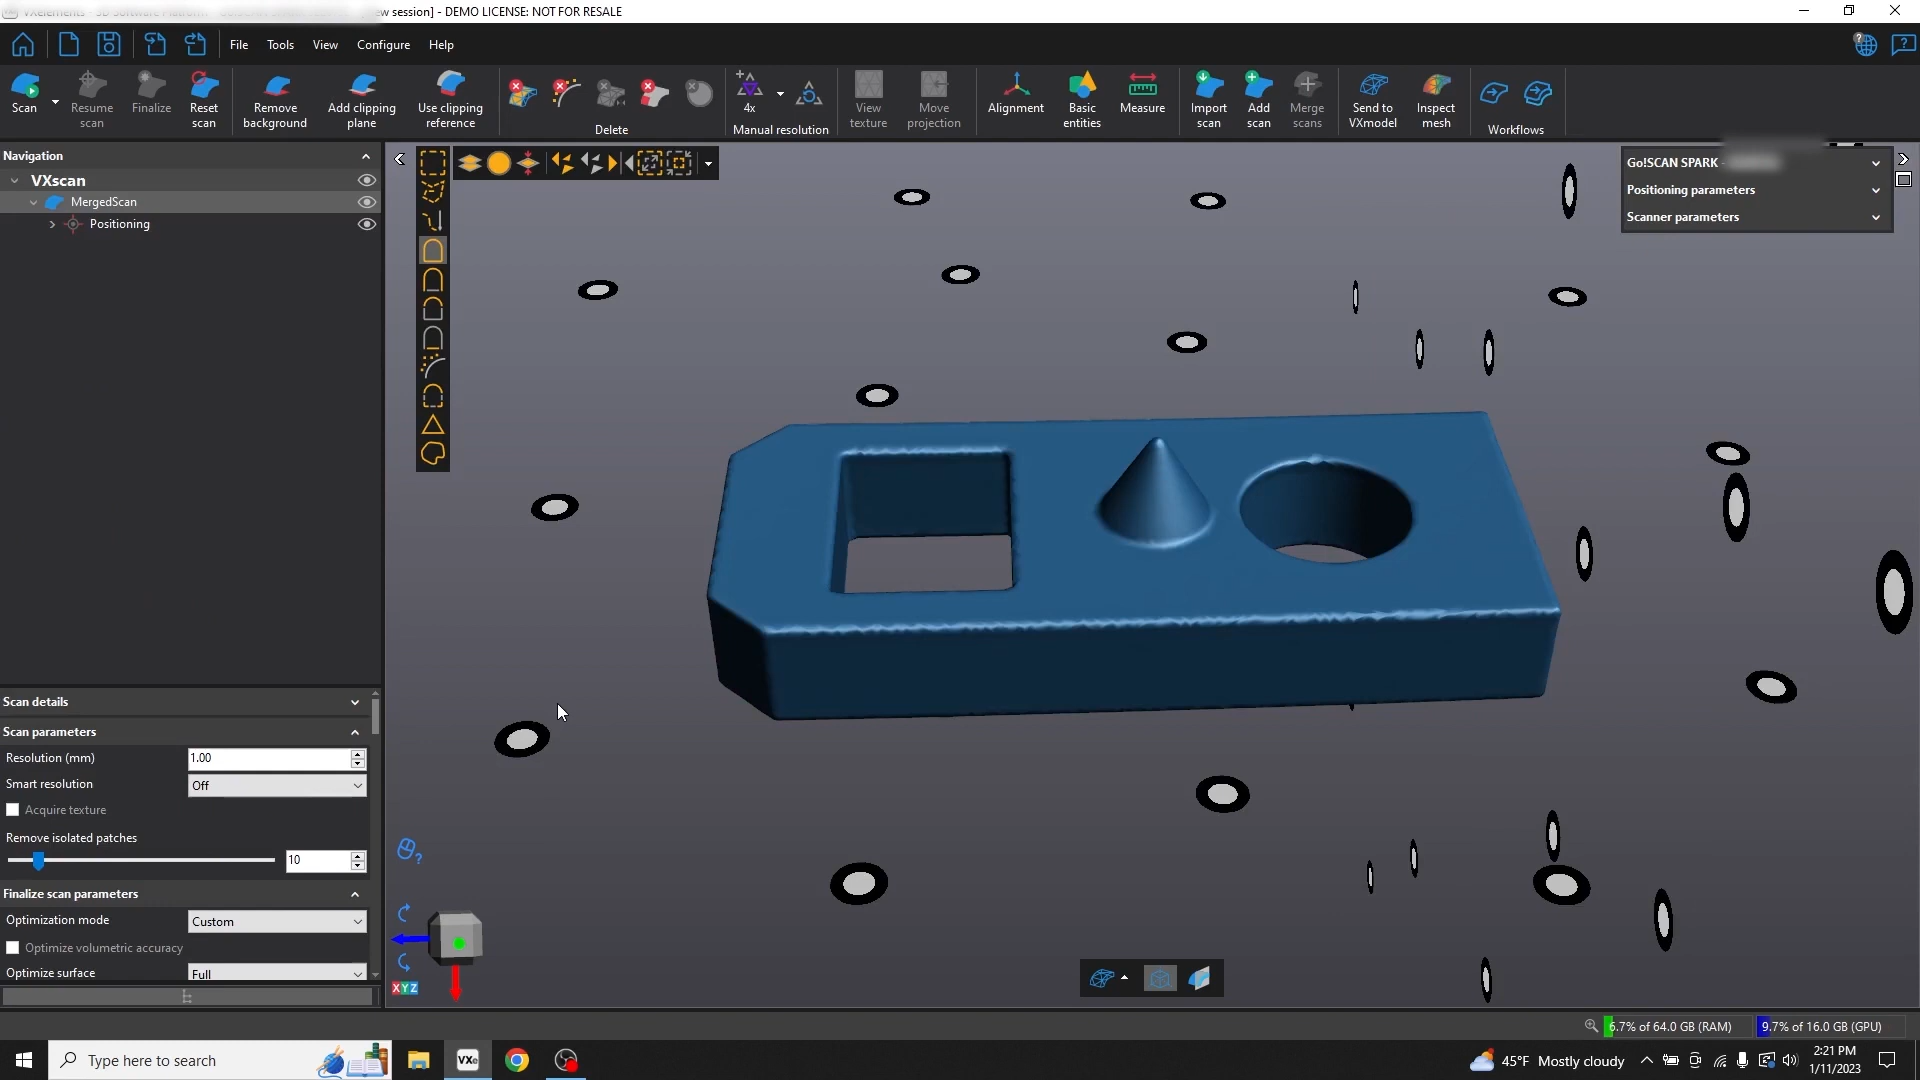 ew session] - DEMO LICENSE: NOT FOR RESALE
File Tools View Configure Help
Scan
Resume scan
Finalize
Reset scan
Remove background
Add clipping plane
Use clipping reference
Delete
4x
Manual resolution
View texture
Move projection
Alignment
Basic entities
Measure
Import scan
Add scan
Merge scans
Send to VXmodel
Inspect mesh
Workflows
Navigation
VXscan
MergedScan
Positioning
Go!SCAN SPARK
Positioning parameters
Scanner parameters
Scan details
Scan parameters
Resolution (mm) 1.00
Smart resolution Off
Acquire texture
Remove isolated patches
10
Finalize scan parameters
Optimization mode Custom
Optimize volumetric accuracy
Optimize surface Full
XYZ
6.7% of 64.0 GB (RAM) 9.7% of 16.0 GB (GPU)
Type here to search
VXe
45°F Mostly cloudy
2:21 PM
1/11/2023